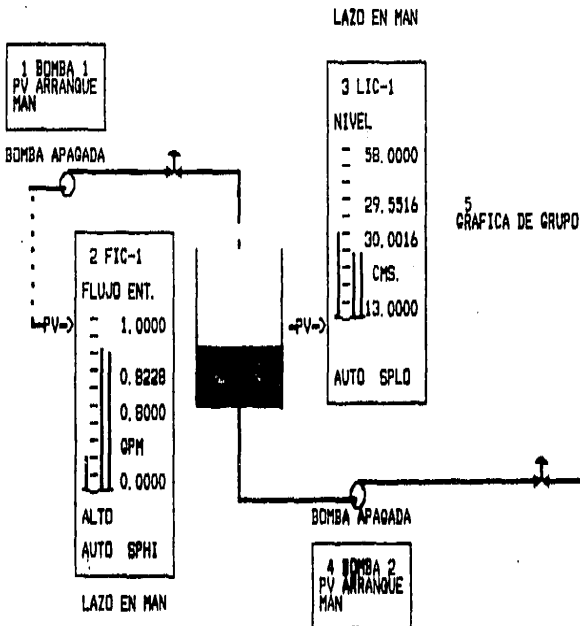 LAZO EN MAN
1 BOMBA 1
PV ARRANQUE
MAN
BOMBA APAGADA
3 LIC-1
NIVEL
58.0000
29.5516
30.0016
CMS.
13.0000
AUTO SPLO
5
GRAFICA DE GRUPO
2 FIC-1
FLUJO ENT.
1.0000
0.8228
0.8000
GPM
0.0000
ALTO
AUTO SPHI
LAZO EN MAN
-PV->
-PV->
BOMBA APAGADA
4 BOMBA 2
PV ARRANQUE
MAN